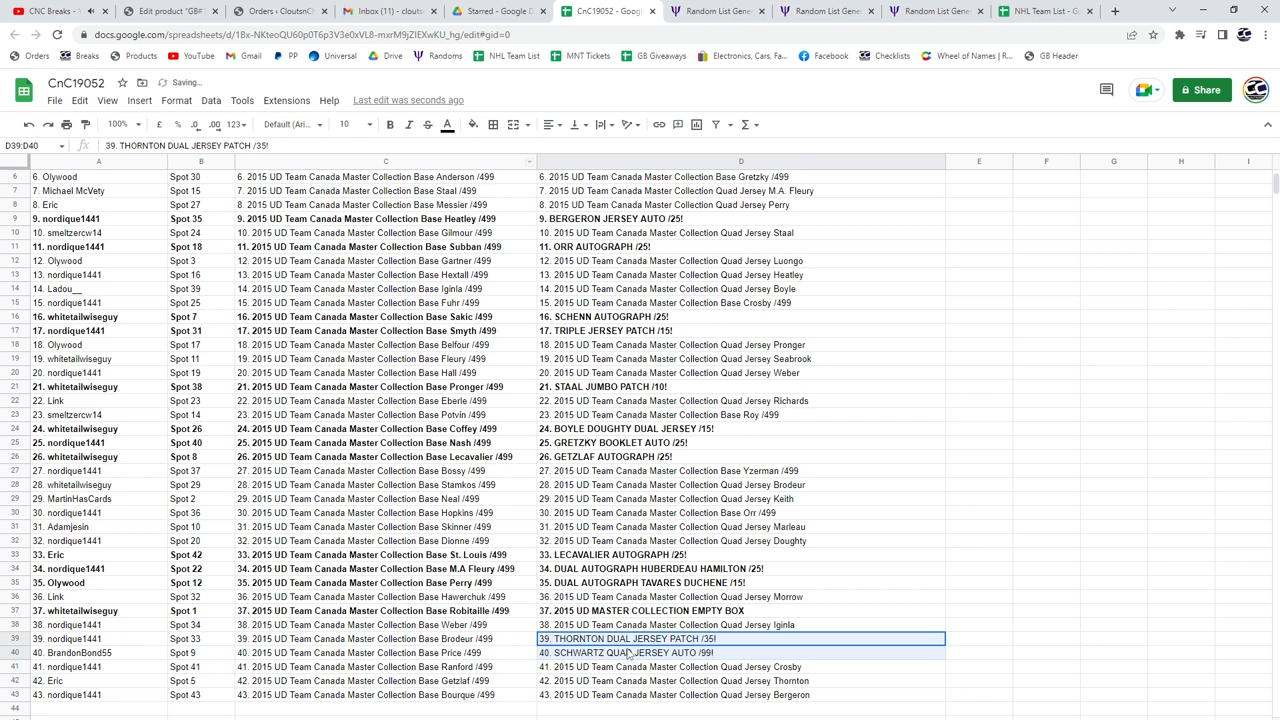 CNC Breaks - Y
Edit product "GB#
Orders ‹ CloutsnC
Inbox (11) - clouts
Starred - Google D
CnC19052 - Googl
Random List Gene
Random List Gene
Random List Gene
NHL Team List - G
docs.google.com/spreadsheets/d/1Bx-NKteoQU60p0T6p3V3e0xVL8-mxrM9jZIEXwKU_hg/edit#gid=0
Orders Breaks Products YouTube Gmail PP Universal Drive Randoms NHL Team List MNT Tickets GB Giveaways Electronics, Cars, Fa... Facebook Checklists Wheel of Names | R... GB Header
CnC19052 Saving...
File Edit View Insert Format Data Tools Extensions Help Last edit was seconds ago
Share
100% £ % .0 .00 123 Default (Ari... 10
D39:D40 fx 39. THORNTON DUAL JERSEY PATCH /35!
A B C D E F G H I
6 6. Olywood Spot 30 6. 2015 UD Team Canada Master Collection Base Anderson /499 6. 2015 UD Team Canada Master Collection Base Gretzky /499
7 7. Michael McVety Spot 15 7. 2015 UD Team Canada Master Collection Base Staal /499 7. 2015 UD Team Canada Master Collection Quad Jersey M.A. Fleury
8 8. Eric Spot 27 8. 2015 UD Team Canada Master Collection Base Messier /499 8. 2015 UD Team Canada Master Collection Quad Jersey Perry
9 9. nordique1441 Spot 35 9. 2015 UD Team Canada Master Collection Base Heatley /499 9. BERGERON JERSEY AUTO /25!
10 10. smeltzercw14 Spot 24 10. 2015 UD Team Canada Master Collection Base Gilmour /499 10. 2015 UD Team Canada Master Collection Quad Jersey Staal
11 11. nordique1441 Spot 18 11. 2015 UD Team Canada Master Collection Base Subban /499 11. ORR AUTOGRAPH /25!
12 12. Olywood Spot 3 12. 2015 UD Team Canada Master Collection Base Gartner /499 12. 2015 UD Team Canada Master Collection Quad Jersey Luongo
13 13. nordique1441 Spot 16 13. 2015 UD Team Canada Master Collection Base Hextall /499 13. 2015 UD Team Canada Master Collection Quad Jersey Heatley
14 14. Ladou__ Spot 39 14. 2015 UD Team Canada Master Collection Base Iginla /499 14. 2015 UD Team Canada Master Collection Quad Jersey Boyle
15 15. nordique1441 Spot 25 15. 2015 UD Team Canada Master Collection Base Fuhr /499 15. 2015 UD Team Canada Master Collection Base Crosby /499
16 16. whitetailwiseguy Spot 7 16. 2015 UD Team Canada Master Collection Base Sakic /499 16. SCHENN AUTOGRAPH /25!
17 17. nordique1441 Spot 31 17. 2015 UD Team Canada Master Collection Base Smyth /499 17. TRIPLE JERSEY PATCH /15!
18 18. Olywood Spot 17 18. 2015 UD Team Canada Master Collection Base Belfour /499 18. 2015 UD Team Canada Master Collection Quad Jersey Pronger
19 19. whitetailwiseguy Spot 11 19. 2015 UD Team Canada Master Collection Base Fleury /499 19. 2015 UD Team Canada Master Collection Quad Jersey Seabrook
20 20. nordique1441 Spot 19 20. 2015 UD Team Canada Master Collection Base Hall /499 20. 2015 UD Team Canada Master Collection Quad Jersey Weber
21 21. whitetailwiseguy Spot 38 21. 2015 UD Team Canada Master Collection Base Pronger /499 21. STAAL JUMBO PATCH /10!
22 22. Link Spot 23 22. 2015 UD Team Canada Master Collection Base Eberle /499 22. 2015 UD Team Canada Master Collection Quad Jersey Richards
23 23. smeltzercw14 Spot 14 23. 2015 UD Team Canada Master Collection Base Potvin /499 23. 2015 UD Team Canada Master Collection Base Roy /499
24 24. whitetailwiseguy Spot 26 24. 2015 UD Team Canada Master Collection Base Coffey /499 24. BOYLE DOUGHTY DUAL JERSEY /15!
25 25. nordique1441 Spot 40 25. 2015 UD Team Canada Master Collection Base Nash /499 25. GRETZKY BOOKLET AUTO /25!
26 26. whitetailwiseguy Spot 8 26. 2015 UD Team Canada Master Collection Base Lecavalier /499 26. GETZLAF AUTOGRAPH /25!
27 27. nordique1441 Spot 37 27. 2015 UD Team Canada Master Collection Base Bossy /499 27. 2015 UD Team Canada Master Collection Base Yzerman /499
28 28. nordique1441 Spot 29 28. 2015 UD Team Canada Master Collection Base Stamkos /499 28. 2015 UD Team Canada Master Collection Quad Jersey Brodeur
29 29. MartinHasCards Spot 2 29. 2015 UD Team Canada Master Collection Base Neal /499 29. 2015 UD Team Canada Master Collection Quad Jersey Keith
30 30. nordique1441 Spot 36 30. 2015 UD Team Canada Master Collection Base Hopkins /499 30. 2015 UD Team Canada Master Collection Base Orr /499
31 31. Adamjesin Spot 10 31. 2015 UD Team Canada Master Collection Base Skinner /499 31. 2015 UD Team Canada Master Collection Quad Jersey Marleau
32 32. nordique1441 Spot 20 32. 2015 UD Team Canada Master Collection Base Dionne /499 32. 2015 UD Team Canada Master Collection Quad Jersey Doughty
33 33. Eric Spot 42 33. 2015 UD Team Canada Master Collection Base St. Louis /499 33. LECAVALIER AUTOGRAPH /25!
34 34. nordique1441 Spot 22 34. 2015 UD Team Canada Master Collection Base M.A Fleury /499 34. DUAL AUTOGRAPH HUBERDEAU HAMILTON /25!
35 35. Olywood Spot 12 35. 2015 UD Team Canada Master Collection Base Perry /499 35. DUAL AUTOGRAPH TAVARES DUCHENE /15!
36 36. Link Spot 4 36. 2015 UD Team Canada Master Collection Base Hawerchuk /499 36. 2015 UD Team Canada Master Collection Quad Jersey Morrow
37 37. whitetailwiseguy Spot 1 37. 2015 UD Team Canada Master Collection Base Robitaille /499 37. 2015 UD MASTER COLLECTION EMPTY BOX
38 38. nordique1441 Spot 34 38. 2015 UD Team Canada Master Collection Base Weber /499 38. 2015 UD Team Canada Master Collection Quad Jersey Iginla
39 39. nordique1441 Spot 33 39. 2015 UD Team Canada Master Collection Base Brodeur /499 39. THORNTON DUAL JERSEY PATCH /35!
40 40. BrandonBond55 Spot 9 40. 2015 UD Team Canada Master Collection Base Price /499 40. SCHWARTZ QUAD JERSEY AUTO /99!
41 41. nordique1441 Spot 41 41. 2015 UD Team Canada Master Collection Base Ranford /499 41. 2015 UD Team Canada Master Collection Quad Jersey Crosby
42 42. Eric Spot 5 42. 2015 UD Team Canada Master Collection Base Getzlaf /499 42. 2015 UD Team Canada Master Collection Quad Jersey Thornton
43 43. nordique1441 Spot 43 43. 2015 UD Team Canada Master Collection Base Bourque /499 43. 2015 UD Team Canada Master Collection Quad Jersey Bergeron
44